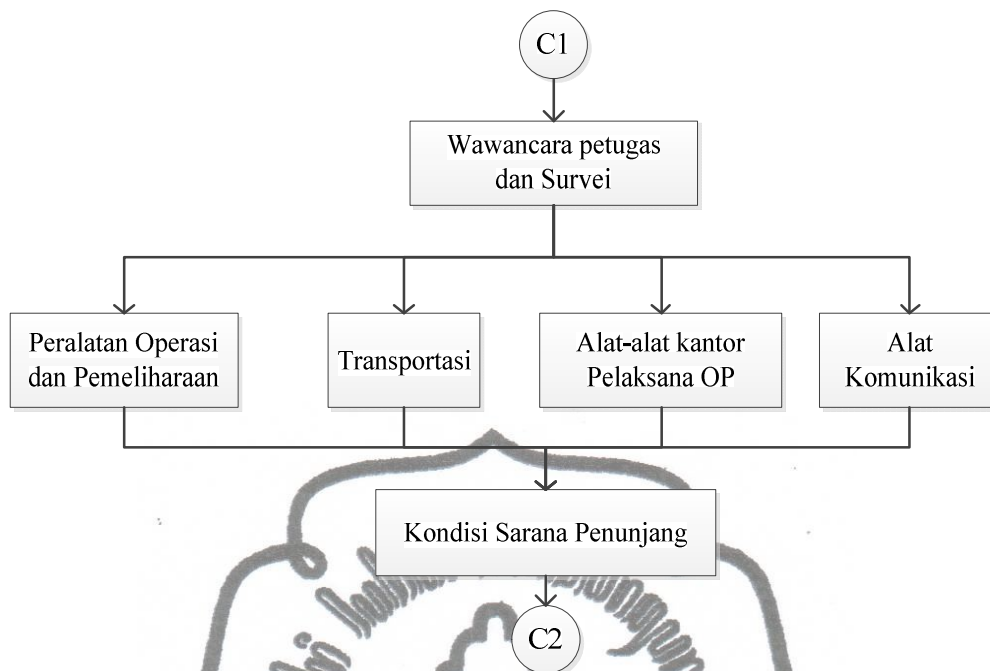 C1
Wawancara petugas
dan Survei
Peralatan Operasi
dan Pemeliharaan
Transportasi
Alat-alat kantor
Pelaksana OP
Alat
Komunikasi
Kondisi Sarana Penunjang
C2